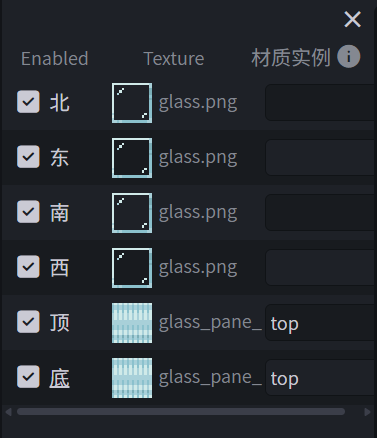 Enabled Texture 材质实例
北 glass.png
东 glass.png
南 glass.png
西 glass.png
顶 glass_pane_ top
底 glass_pane_ top